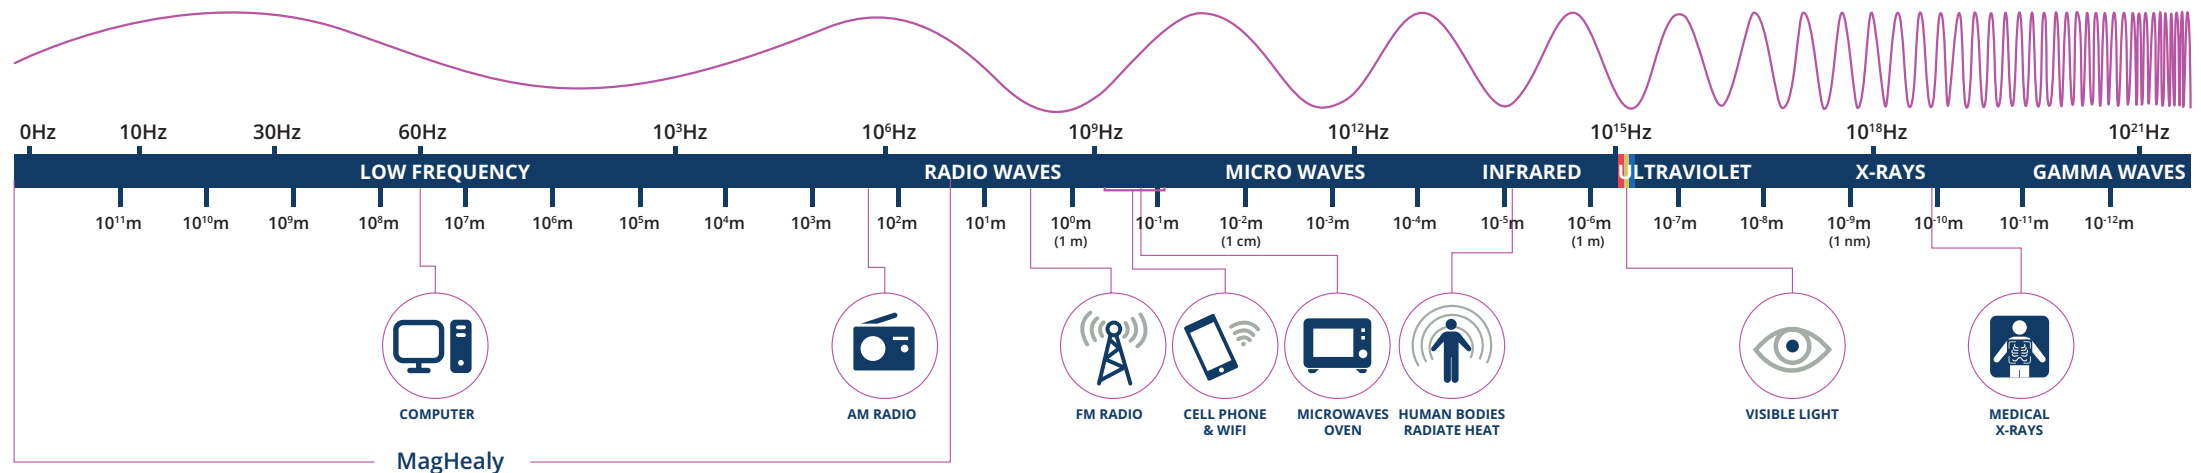 0Hz 10Hz 30Hz 60Hz 10³Hz 10⁶Hz 10⁹Hz 10¹²Hz 10¹⁵Hz 10¹⁸Hz 10²¹Hz
LOW FREQUENCY RADIO WAVES MICRO WAVES INFRARED ULTRAVIOLET X-RAYS GAMMA WAVES
10¹¹m 10¹⁰m 10⁹m 10⁸m 10⁷m 10⁶m 10⁵m 10⁴m 10³m 10²m 10¹m 10⁰m 10⁻¹m 10⁻²m 10⁻³m 10⁻⁴m 10⁻⁵m 10⁻⁶m 10⁻⁷m 10⁻⁸m 10⁻⁹m 10⁻¹⁰m 10⁻¹¹m 10⁻¹²m
(1 m) (1 cm) (1 m) (1 nm)
COMPUTER AM RADIO FM RADIO CELL PHONE MICROWAVES HUMAN BODIES VISIBLE LIGHT MEDICAL
& WIFI OVEN RADIATE HEAT X-RAYS
MagHealy